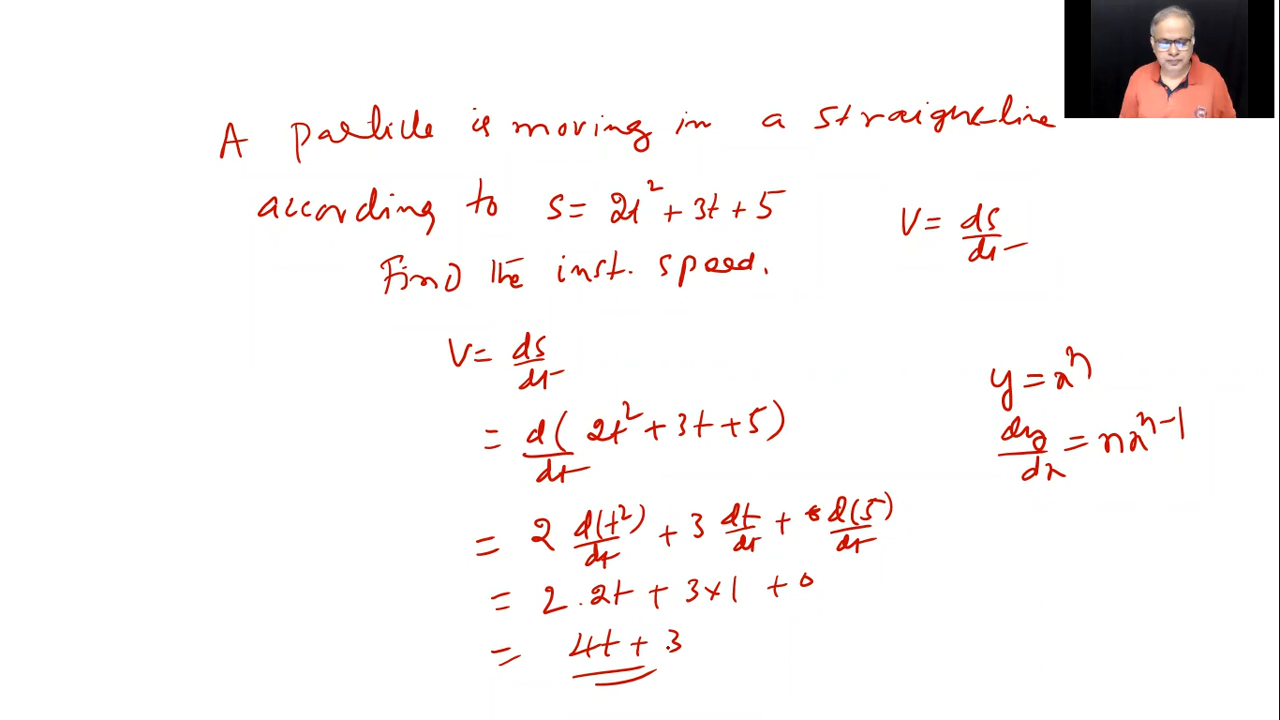 A particle is moving in a straight line
according to s = 2t² + 3t + 5
Find the inst. speed.
V = ds/dt
V = ds/dt
= d/dt (2t² + 3t + 5)
= 2 d(t²)/dt + 3 dt/dt + d(5)/dt
= 2.2t + 3×1 + 0
= 4t + 3
y = xⁿ
dy/dx = nxⁿ⁻¹